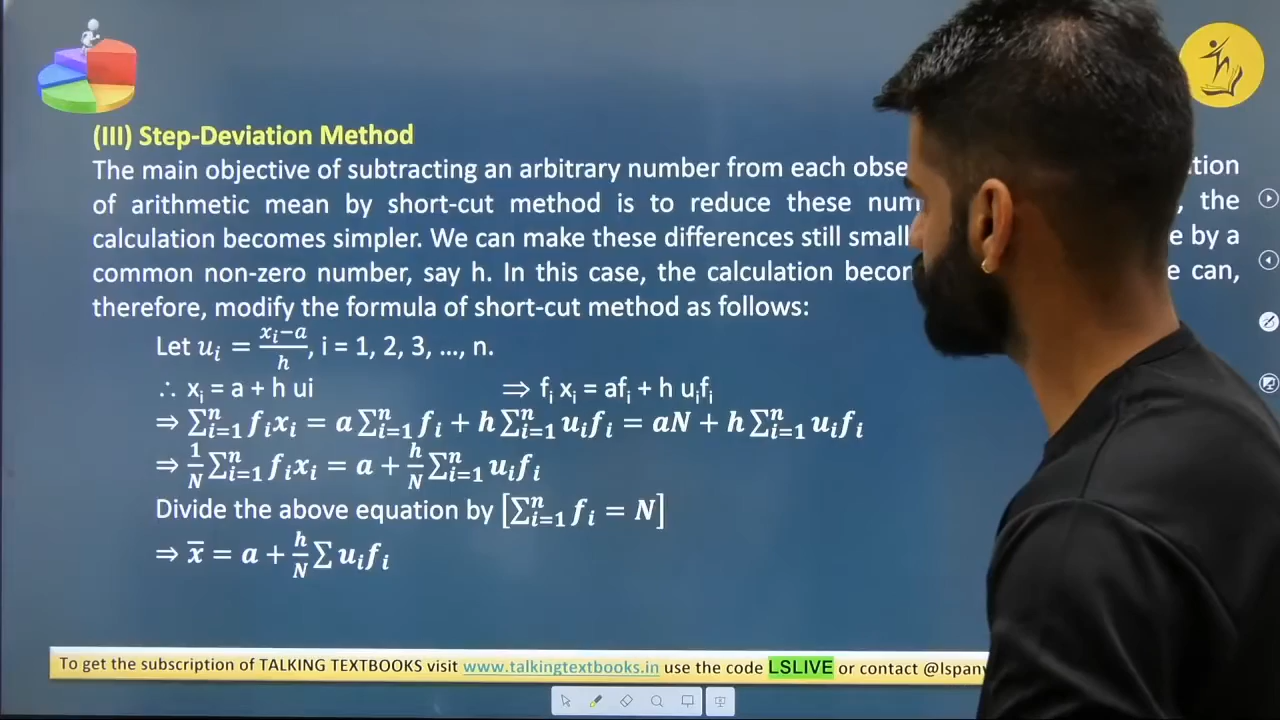 (III) Step-Deviation Method
The main objective of subtracting an arbitrary number from each
of arithmetic mean by short-cut method is to reduce these , the
calculation becomes simpler. We can make these differences still by a
common non-zero number, say h. In this case, the calculation can,
therefore, modify the formula of short-cut method as follows:
Let uᵢ = (xᵢ−a)/h, i = 1, 2, 3, ..., n.
∴ xᵢ = a + h ui ⇒ fᵢ xᵢ = afᵢ + h uᵢfᵢ
⇒ ∑ⁿᵢ₌₁ fᵢxᵢ = a ∑ⁿᵢ₌₁ fᵢ + h ∑ⁿᵢ₌₁ uᵢfᵢ = aN + h ∑ⁿᵢ₌₁ uᵢfᵢ
⇒ 1/N ∑ⁿᵢ₌₁ fᵢxᵢ = a + h/N ∑ⁿᵢ₌₁ uᵢfᵢ
Divide the above equation by [∑ⁿᵢ₌₁ fᵢ = N]
⇒ x̄ = a + h/N ∑ uᵢfᵢ
To get the subscription of TALKING TEXTBOOKS visit www.talkingtextbooks.in use the code LSLIVE or contact